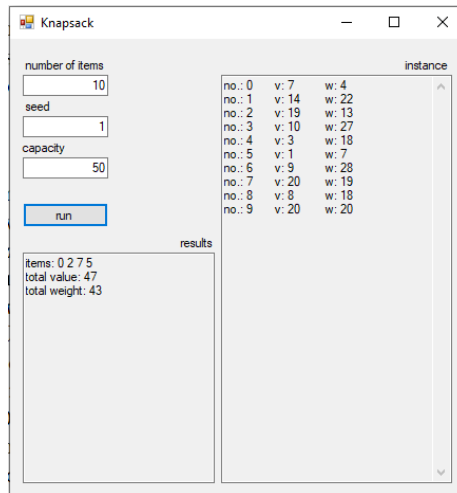 Knapsack
number of items
10
seed
1
capacity
50
run
results
items: 0 2 7 5
total value: 47
total weight: 43
instance
no.: 0 v: 7 w: 4
no.: 1 v: 14 w: 22
no.: 2 v: 19 w: 13
no.: 3 v: 10 w: 27
no.: 4 v: 3 w: 18
no.: 5 v: 1 w: 7
no.: 6 v: 9 w: 28
no.: 7 v: 20 w: 19
no.: 8 v: 8 w: 18
no.: 9 v: 20 w: 20